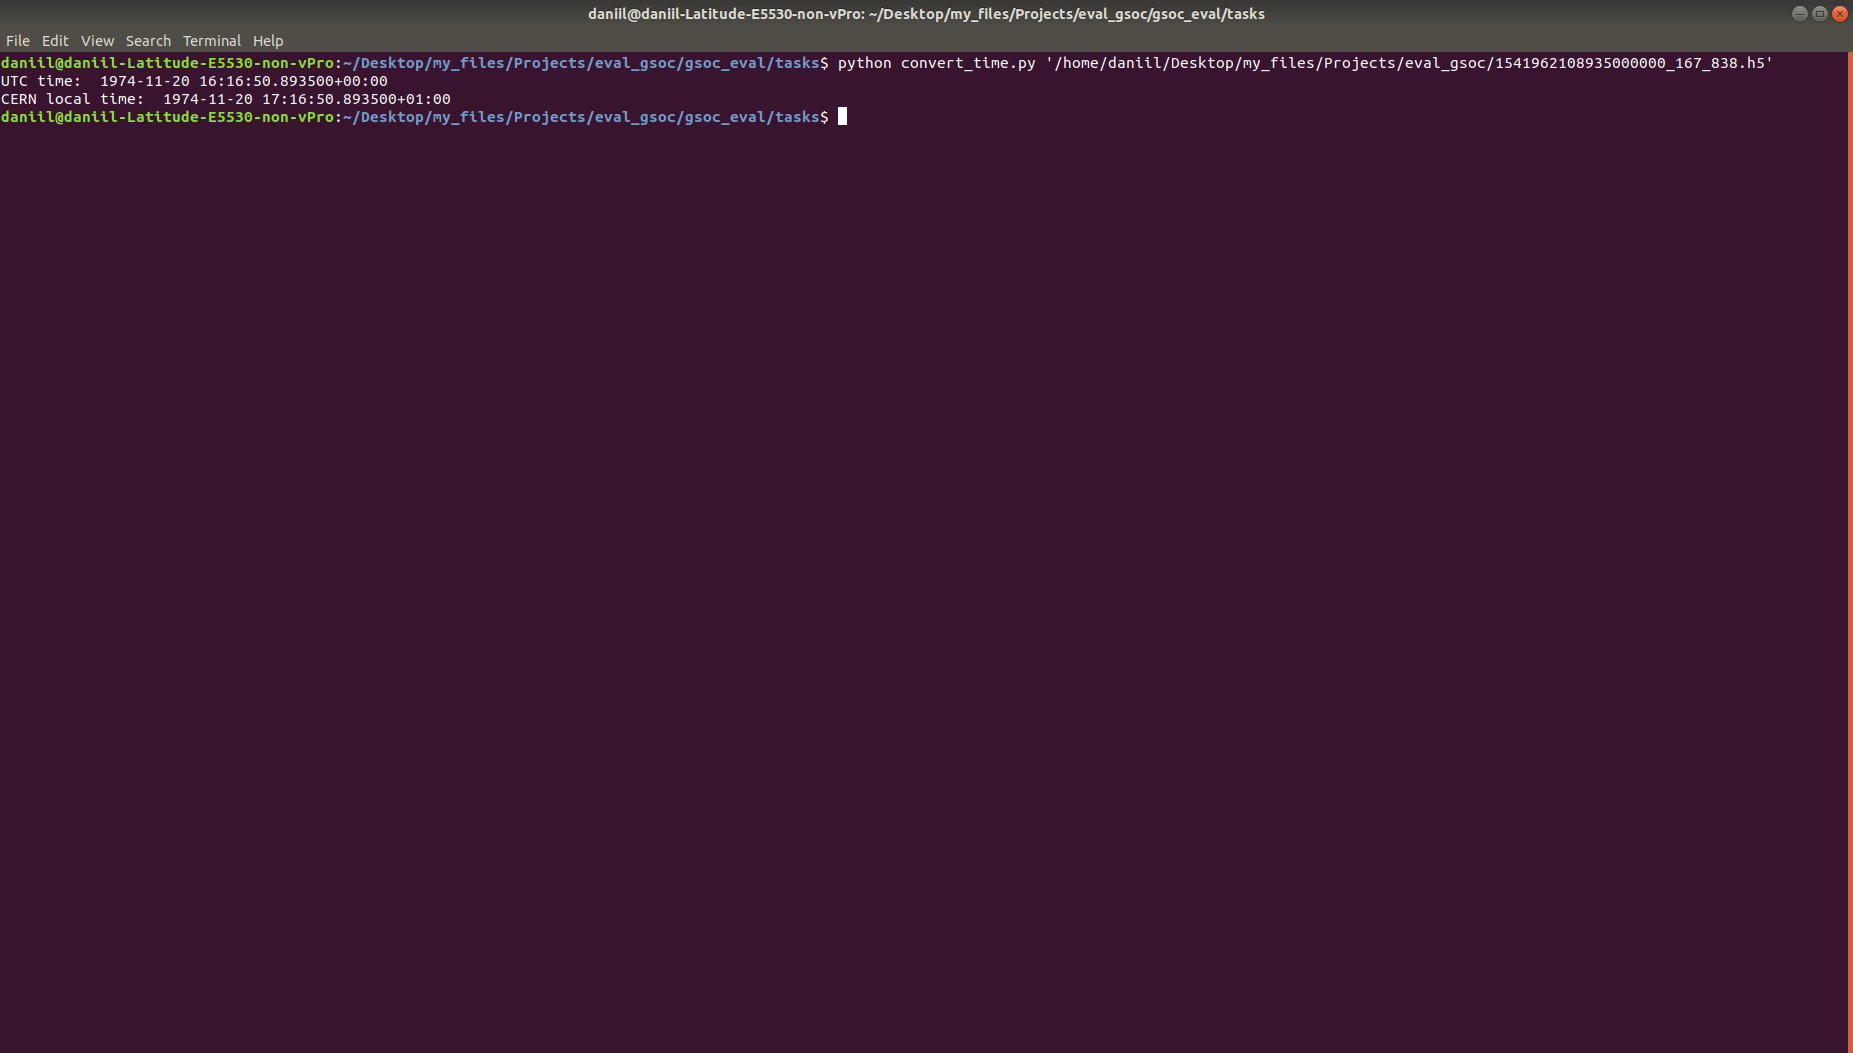 daniil@daniil-Latitude-E5530-non-vPro: ~/Desktop/my_files/Projects/eval_gsoc/gsoc_eval/tasks
File Edit View Search Terminal Help
daniil@daniil-Latitude-E5530-non-vPro:~/Desktop/my_files/Projects/eval_gsoc/gsoc_eval/tasks$ python convert_time.py '/home/daniil/Desktop/my_files/Projects/eval_gsoc/1541962108935000000_167_838.h5'
UTC time:  1974-11-20 16:16:50.893500+00:00
CERN local time:  1974-11-20 17:16:50.893500+01:00
daniil@daniil-Latitude-E5530-non-vPro:~/Desktop/my_files/Projects/eval_gsoc/gsoc_eval/tasks$